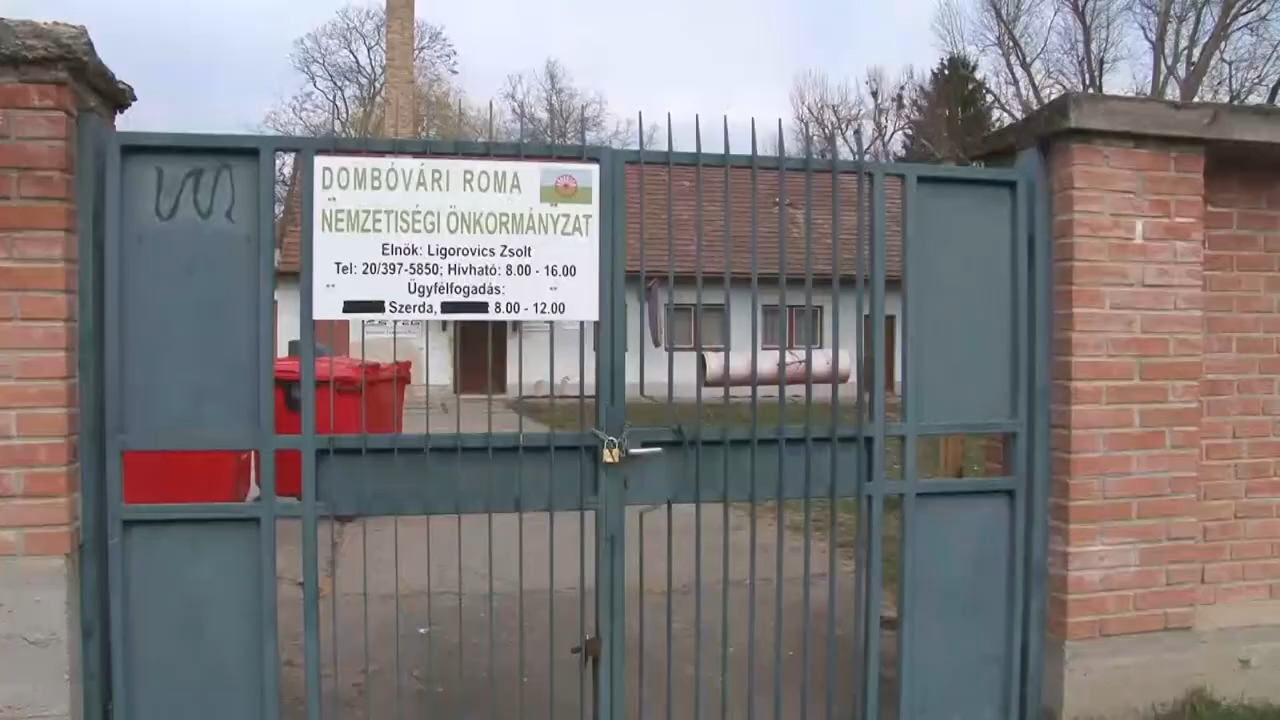 DOMBÓVÁRI ROMA
NEMZETISÉGI ÖNKORMÁNYZAT
Elnök: Ligorovics Zsolt
Tel: 20/397-5850; Hívható: 8.00 - 16.00
Ügyfélfogadás:
Szerda, 8.00 - 12.00